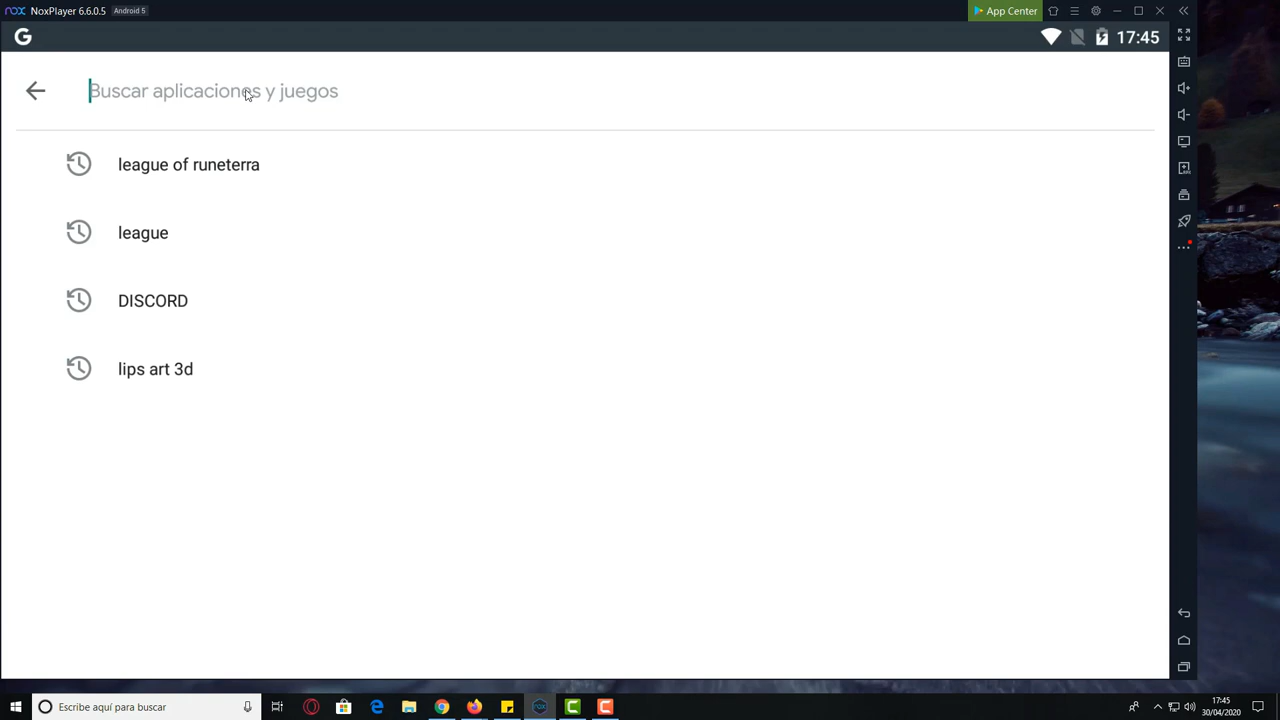 nox NoxPlayer 6.6.0.5 Android 5 App Center
G 17:45
Buscar aplicaciones y juegos
league of runeterra
league
DISCORD
lips art 3d
Escribe aquí para buscar
17:45
30/04/2020